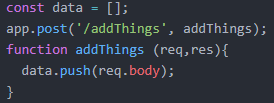 const data = [];
app.post('/addThings', addThings);
function addThings (req,res){
  data.push(req.body);
}